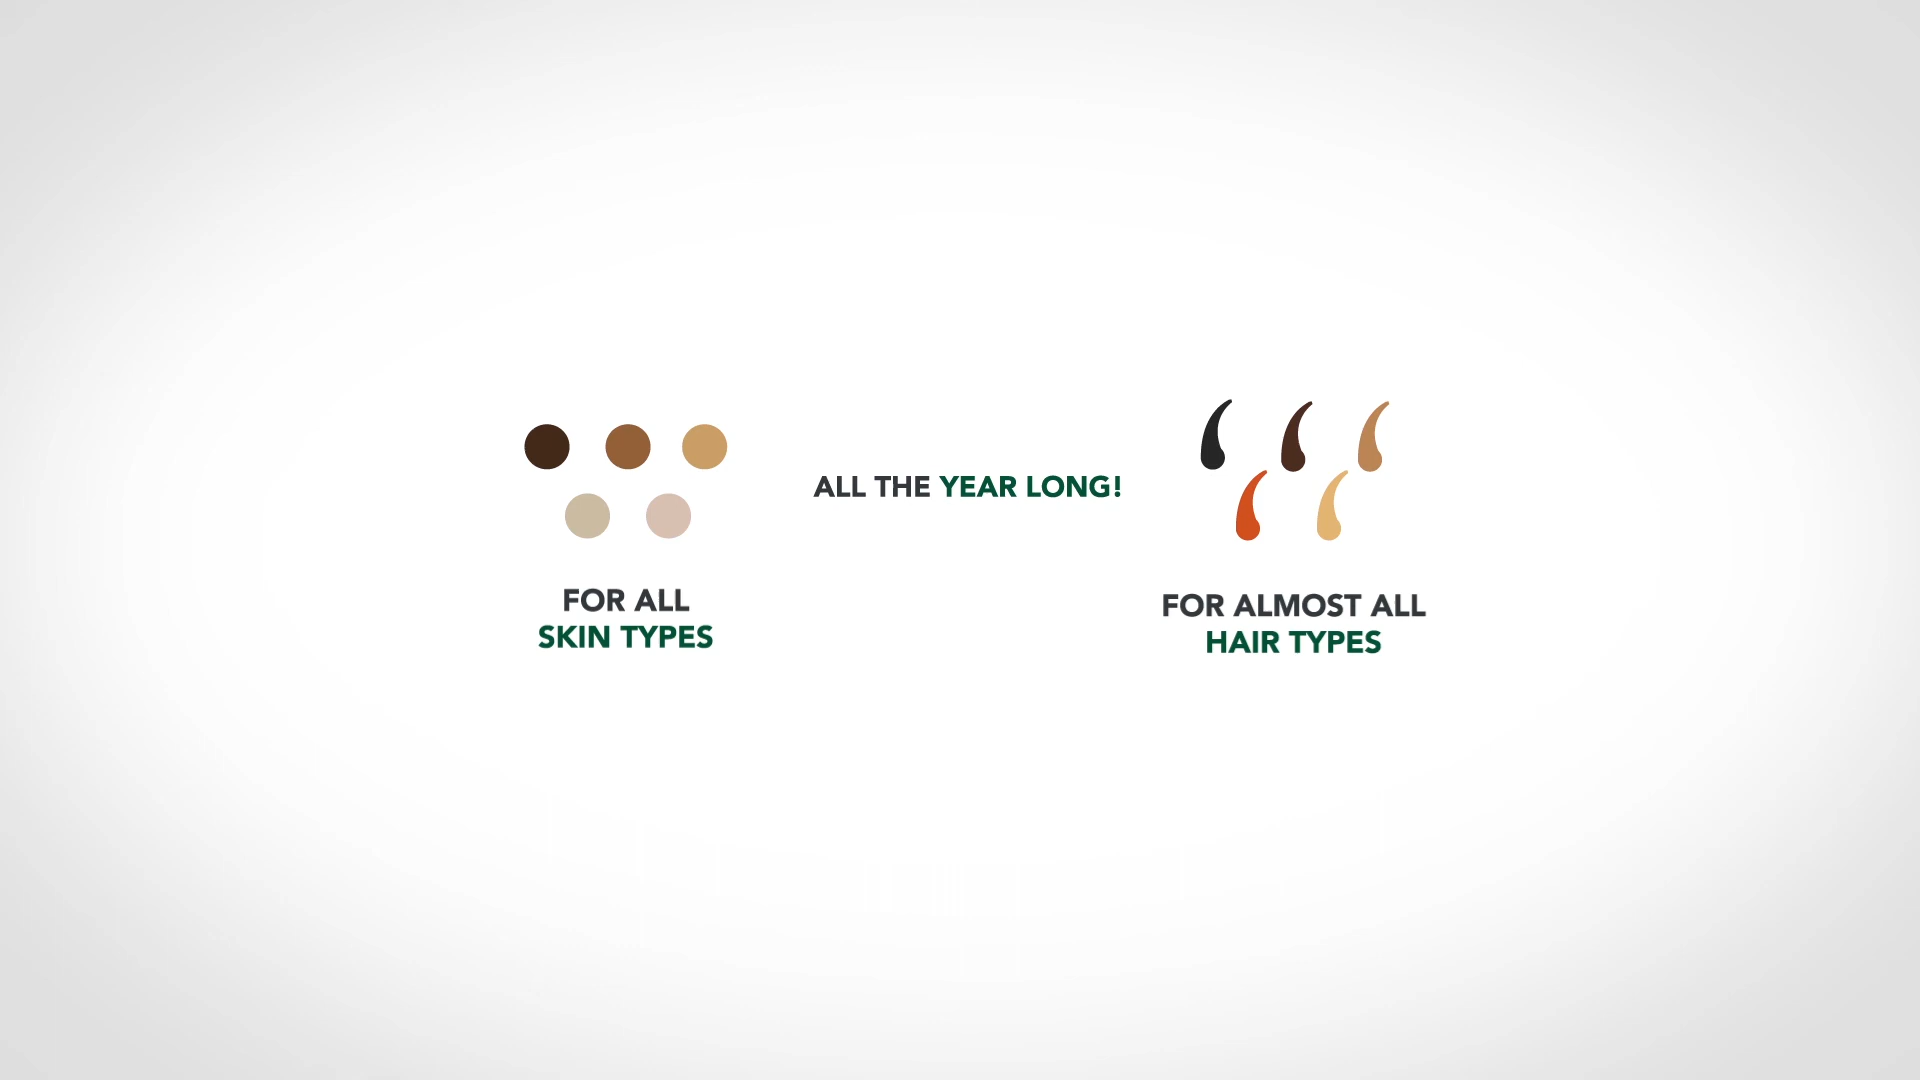 FOR ALL
SKIN TYPES
ALL THE YEAR LONG!
FOR ALMOST ALL
HAIR TYPES